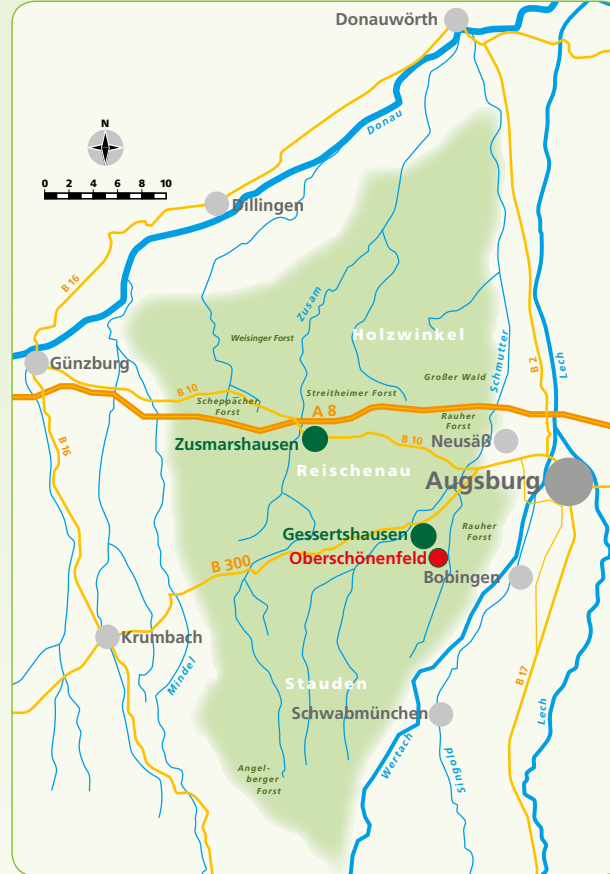 Donauwörth
Donau
N
0 2 4 6 8 10
Dillingen
B 16
Zusam
Weisinger Forst
Holzwinkel
Schmutter
B 2
Lech
Günzburg
Großer Wald
B 10
Streitheimer Forst
Scheppacher
Forst
A 8
Rauher
Forst
B 16
Zusmarshausen
B 10
Neusäß
Reischenau
Augsburg
Gessertshausen
Rauher
Forst
Oberschönenfeld
B 300
Bobingen
Krumbach
Mindel
Stauden
B 17
Schwabmünchen
Lech
Wertach
Singold
Angel-
berger
Forst